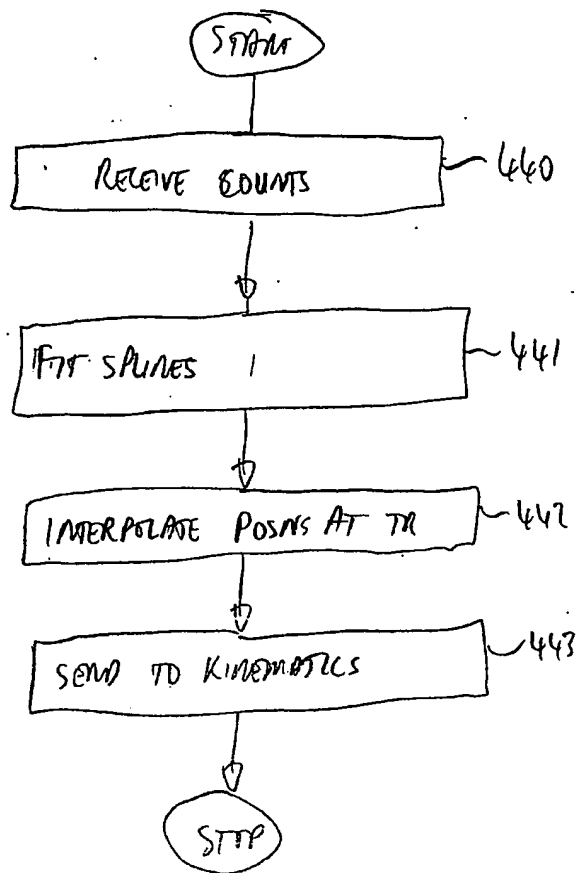 START
RECEIVE COUNTS
440
FIT SPLINES
441
INTERPOLATE POSNS AT TR
442
SEND TO KINEMATICS
443
STOP